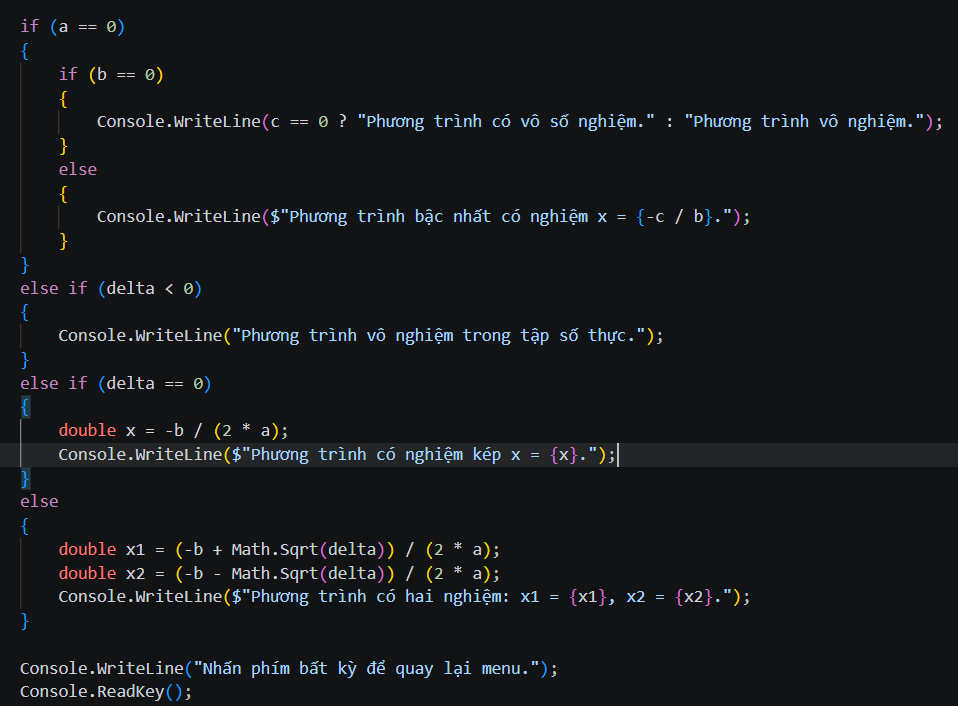 if (a == 0)
{
    if (b == 0)
    {
        Console.WriteLine(c == 0 ? "Phương trình có vô số nghiệm." : "Phương trình vô nghiệm.");
    }
    else
    {
        Console.WriteLine($"Phương trình bậc nhất có nghiệm x = {-c / b}.");
    }
}
else if (delta < 0)
{
    Console.WriteLine("Phương trình vô nghiệm trong tập số thực.");
}
else if (delta == 0)
{
    double x = -b / (2 * a);
    Console.WriteLine($"Phương trình có nghiệm kép x = {x}.");
}
else
{
    double x1 = (-b + Math.Sqrt(delta)) / (2 * a);
    double x2 = (-b - Math.Sqrt(delta)) / (2 * a);
    Console.WriteLine($"Phương trình có hai nghiệm: x1 = {x1}, x2 = {x2}.");
}

Console.WriteLine("Nhấn phím bất kỳ để quay lại menu.");
Console.ReadKey();